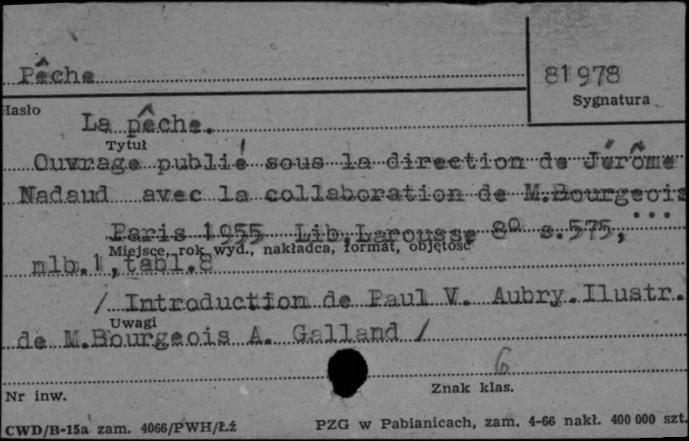 Pêche
81978
Hasło
Sygnatura
La pêche.
Tytuł
Ouvrage publié sous la direction de Jérôme
Nadaud avec la collaboration de M.Bourgeois
...
Paris 1955 Lib.Larousse 8º s.575,
Miejsce, rok wyd., nakładca, format, objętość
nlb.1,tabl.8
/ Introduction de Paul V. Aubry.Ilustr.
Uwagi
de M.Bourgeois A. Galland /
6
Nr inw.
Znak klas.
CWD/B-15a zam. 4066/PWH/Łź
PZG w Pabianicach, zam. 4-66 nakł. 400 000 szt.